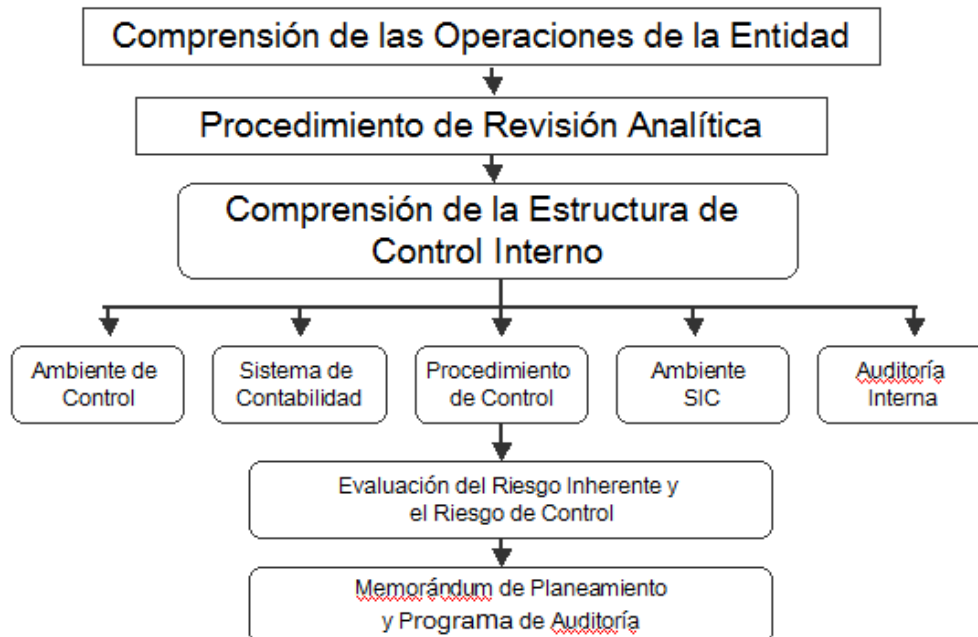 Comprensión de las Operaciones de la Entidad
Procedimiento de Revisión Analítica
Comprensión de la Estructura de
Control Interno
Ambiente de
Control
Sistema de
Contabilidad
Procedimiento
de Control
Ambiente
SIC
Auditoría
Interna
Evaluación del Riesgo Inherente y
el Riesgo de Control
Memorándum de Planeamiento
y Programa de Auditoría